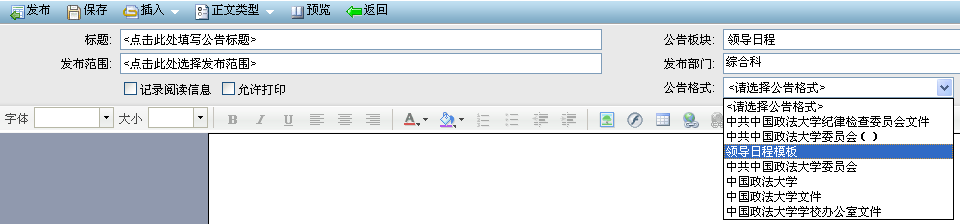 发布 保存 插入 正文类型 预览 返回
标题: <点击此处填写公告标题> 公告板块: 领导日程
发布范围: <点击此处选择发布范围> 发布部门: 综合科
记录阅读信息 允许打印 公告格式: <请选择公告格式>
字体 大小 B I U A
<请选择公告格式>
中共中国政法大学纪律检查委员会文件
中共中国政法大学委员会（ ）
领导日程模板
中共中国政法大学委员会
中国政法大学
中国政法大学文件
中国政法大学学校办公室文件